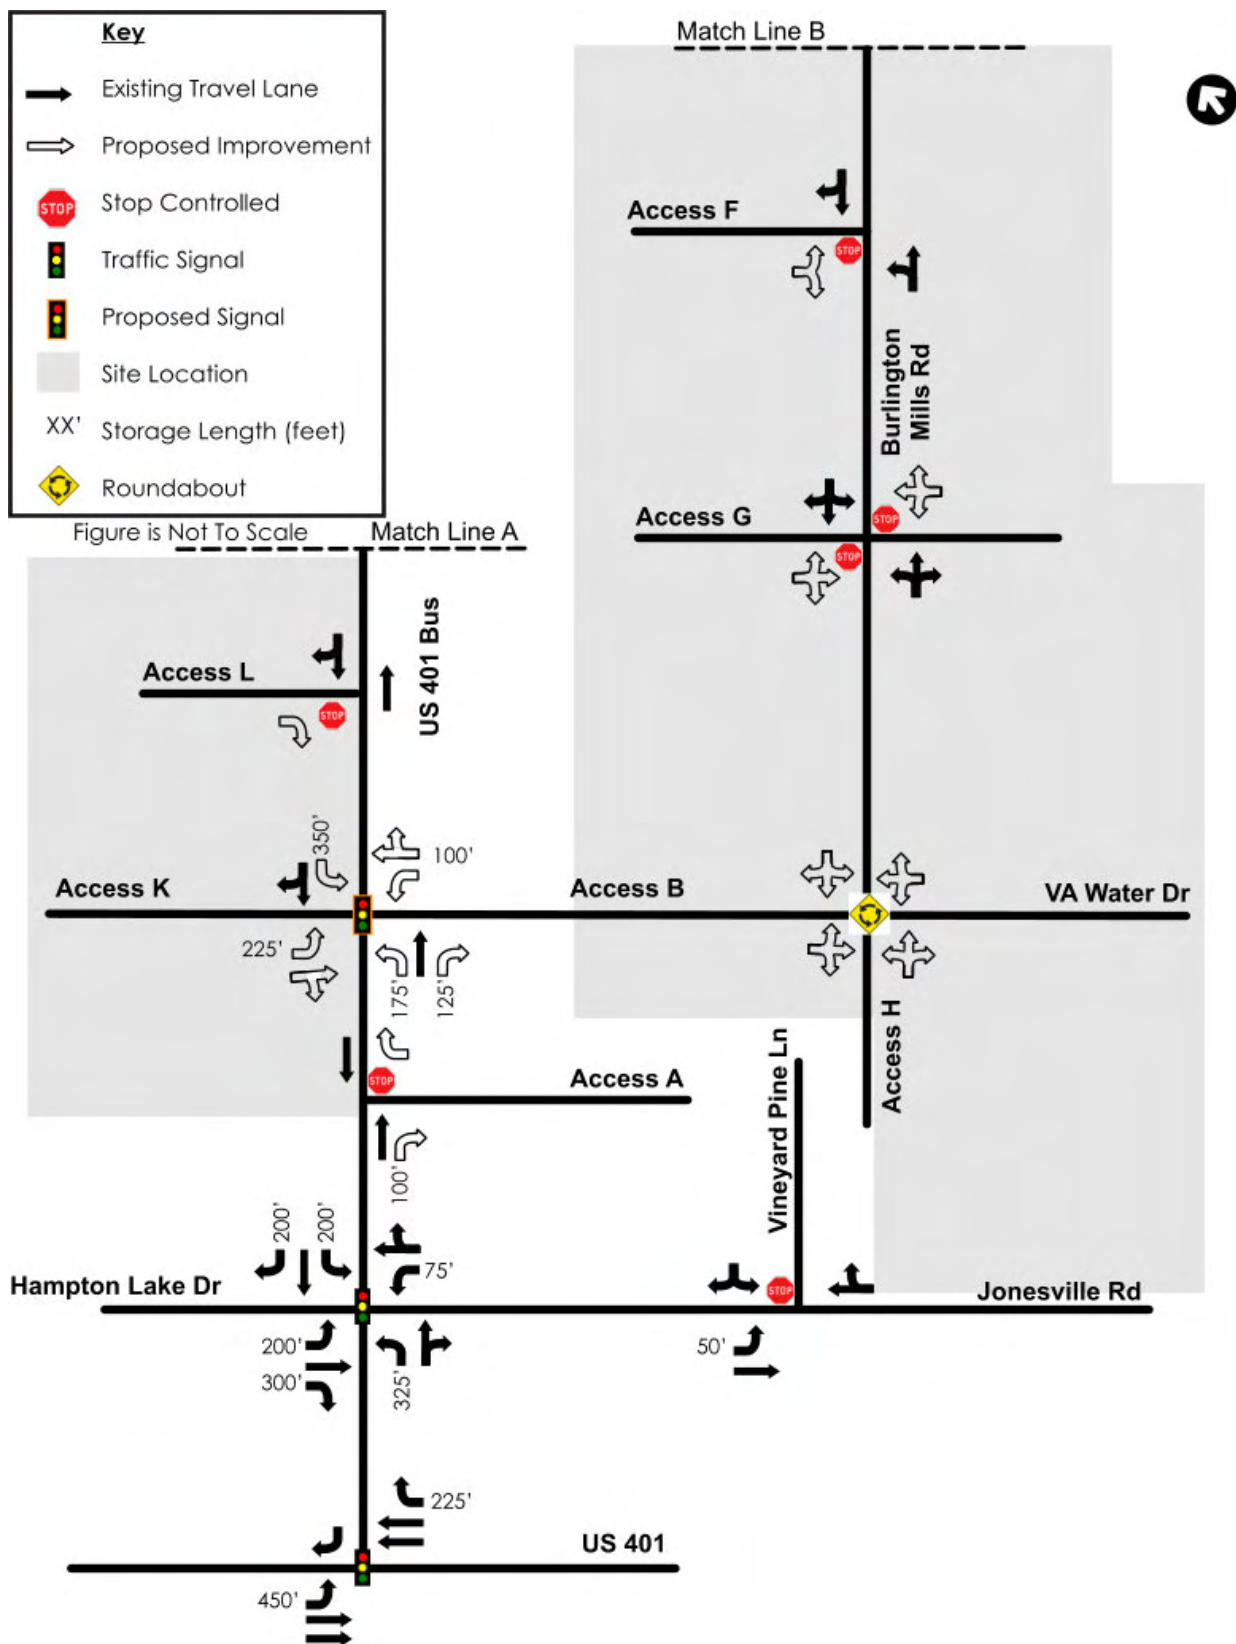 Key
Existing Travel Lane
Proposed Improvement
STOP Stop Controlled
Traffic Signal
Proposed Signal
Site Location
XX' Storage Length (feet)
Roundabout
Figure is Not To Scale
Match Line A
Match Line B
Access F
STOP
Burlington
Mills Rd
Access G
STOP
STOP
US 401 Bus
Access L
STOP
350'
100'
Access K
Access B
VA Water Dr
225'
175'
125'
Access H
STOP
Access A
100'
Vineyard Pine Ln
200'
200'
75'
Hampton Lake Dr
STOP
Jonesville Rd
200'
300'
325'
50'
225'
US 401
450'